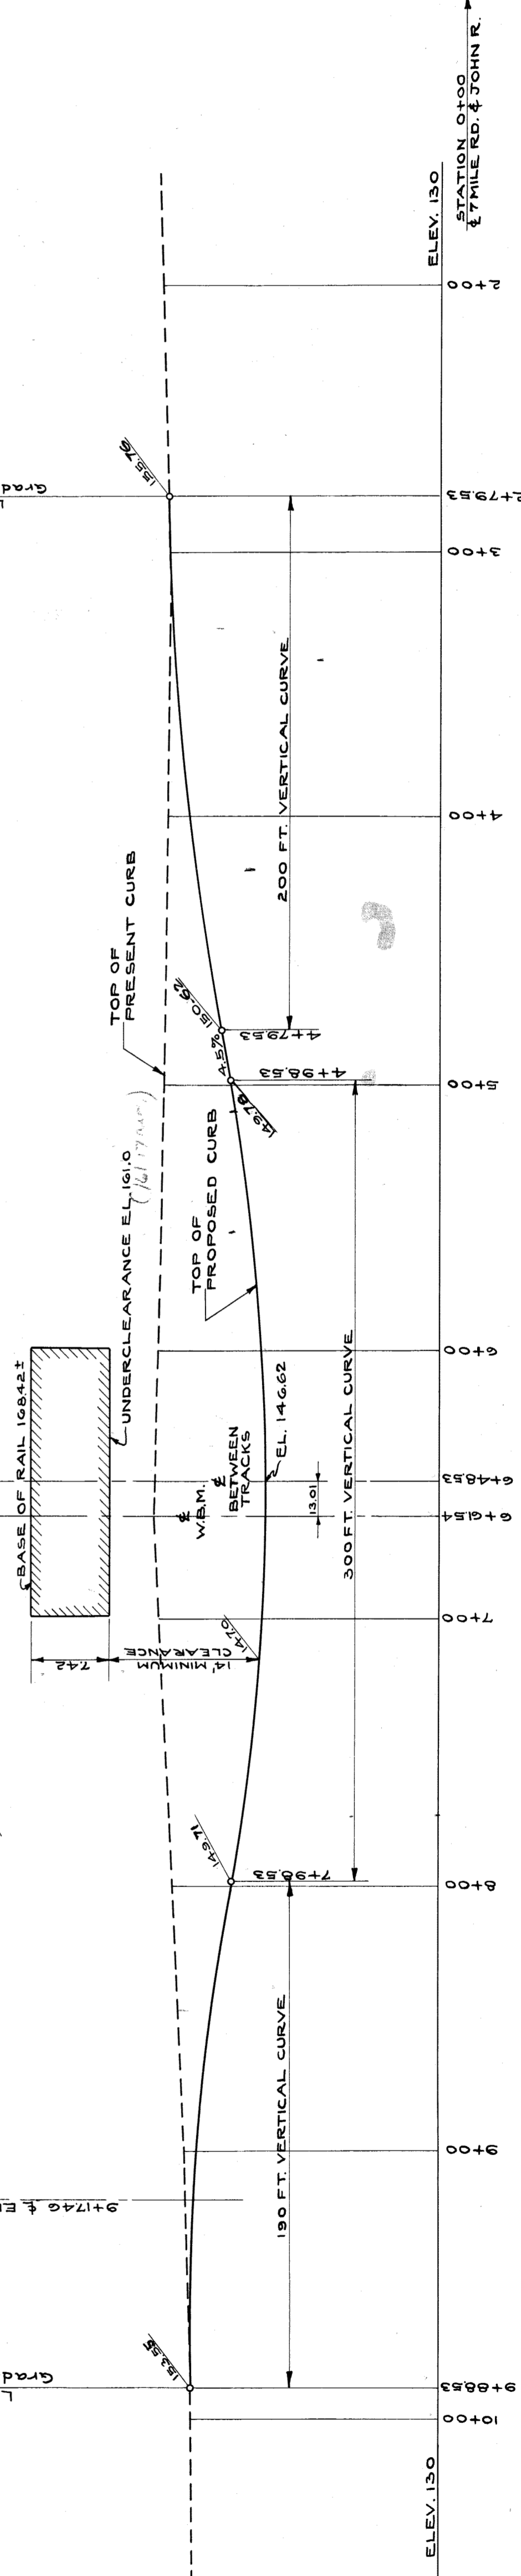 STATION 0+00
℄ 7 MILE RD. & JOHN R.
ELEV. 130
2+00
155.76
Grad
2+79.53
3+00
200 FT. VERTICAL CURVE
4+00
TOP OF
PRESENT CURB
150.62
4+79.53
4.5%
4+98.53
149.78
5+00
UNDERCLEARANCE EL. 161.0
TOP OF
PROPOSED CURB
BASE OF RAIL 168.42±
6+00
300 FT. VERTICAL CURVE
EL. 146.62
℄
BETWEEN
TRACKS
6+48.53
13.01
℄
W.B.M.
6+61.54
7+00
7.42
14' MINIMUM
CLEARANCE
147.0
149.71
7+98.53
8+00
190 FT. VERTICAL CURVE
9+00
9+17.46 ℄
153.55
Grad
9+88.53
10+00
ELEV. 130